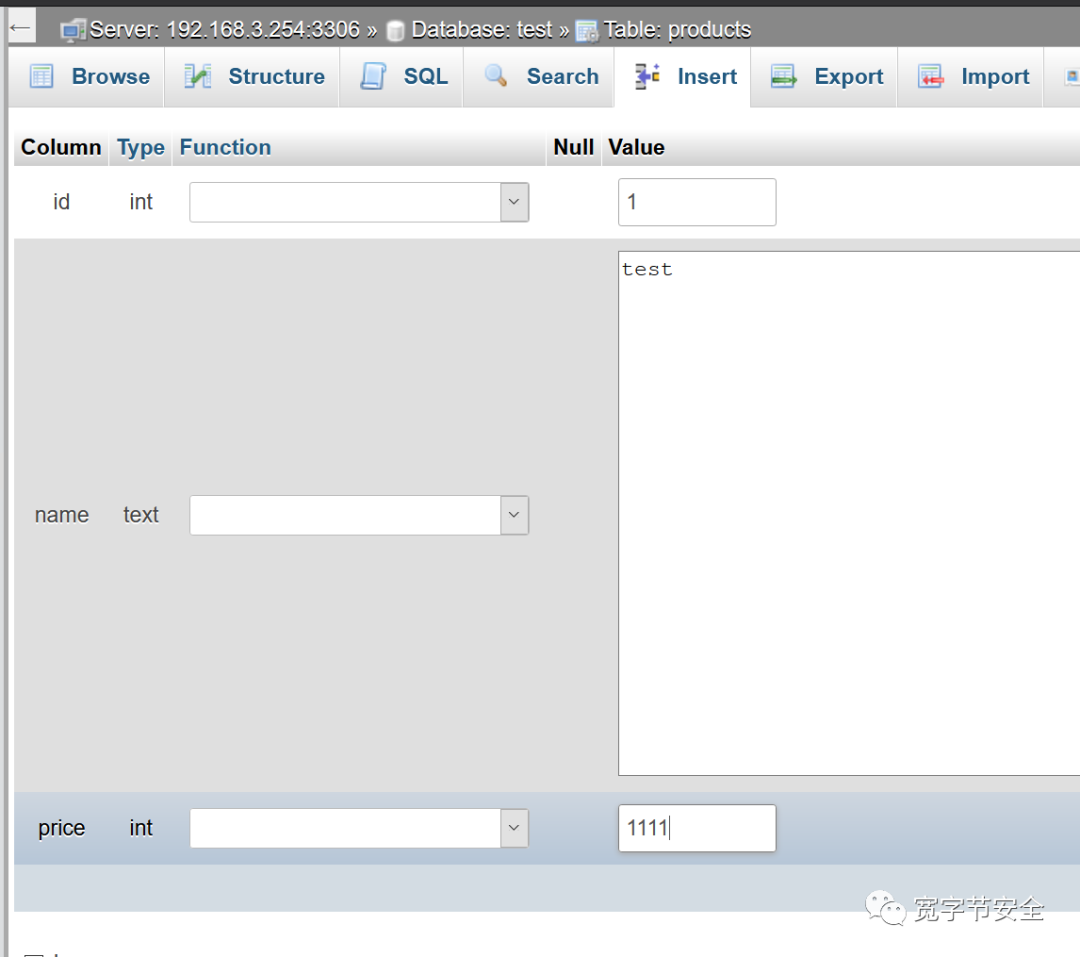 Server: 192.168.3.254:3306 » Database: test » Table: products
Browse Structure SQL Search Insert Export Import
Column Type Function Null Value
id int 1
test
name text
price int 1111
宽字节安全